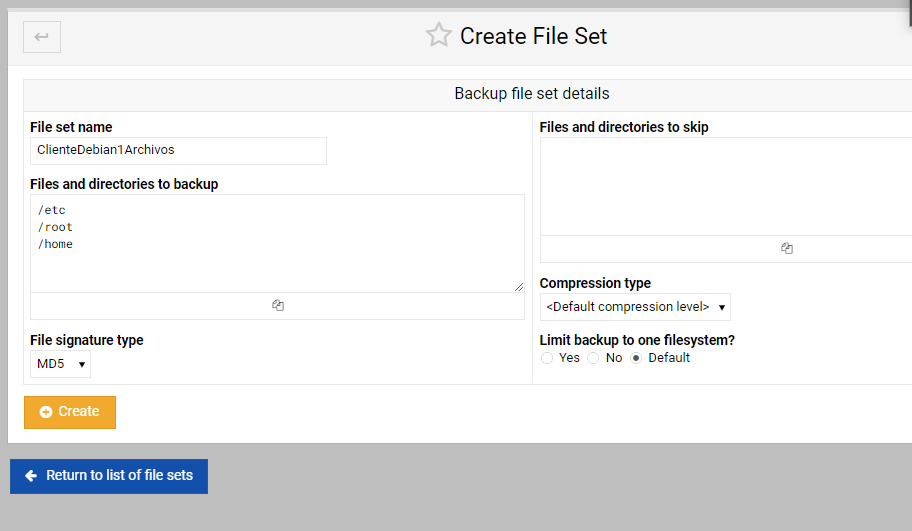 Create File Set
Backup file set details
File set name
ClienteDebian1Archivos
Files and directories to backup
/etc
/root
/home
File signature type
MD5
Files and directories to skip
Compression type
<Default compression level>
Limit backup to one filesystem?
Yes No Default
Create
Return to list of file sets